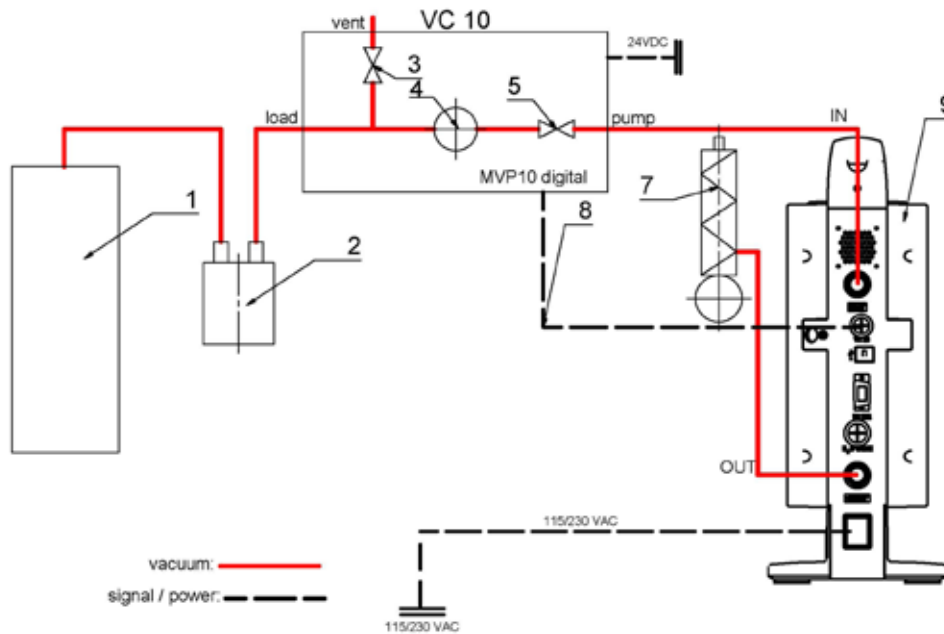 vent
VC 10
24VDC
3
4
5
load
pump
IN
9
MVP10 digital
1
2
7
8
OUT
115/230 VAC
vacuum:
signal / power:
115/230 VAC